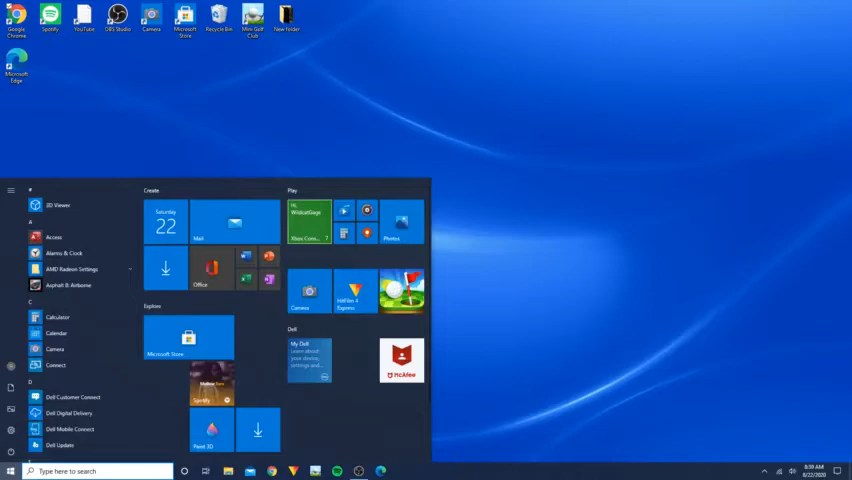 Google Chrome
Spotify
YouTube
OBS Studio
Camera
Microsoft Store
Recycle Bin
Mini Golf Club
New folder
Microsoft Edge
#
3D Viewer
A
Access
Alarms & Clock
AMD Radeon Settings
Asphalt 8: Airborne
C
Calculator
Calendar
Camera
Connect
D
Dell Customer Connect
Dell Digital Delivery
Dell Mobile Connect
Dell Update
Create
Saturday
22
Mail
Office
Explore
Microsoft Store
Spotify
Paint 3D
Play
Hi, WildcatGags
Xbox Con... 7
Photos
Camera
HitFilm 4 Express
Dell
My Dell
Learn about your device, settings and...
McAfee
Type here to search
8:59 AM
8/22/2020